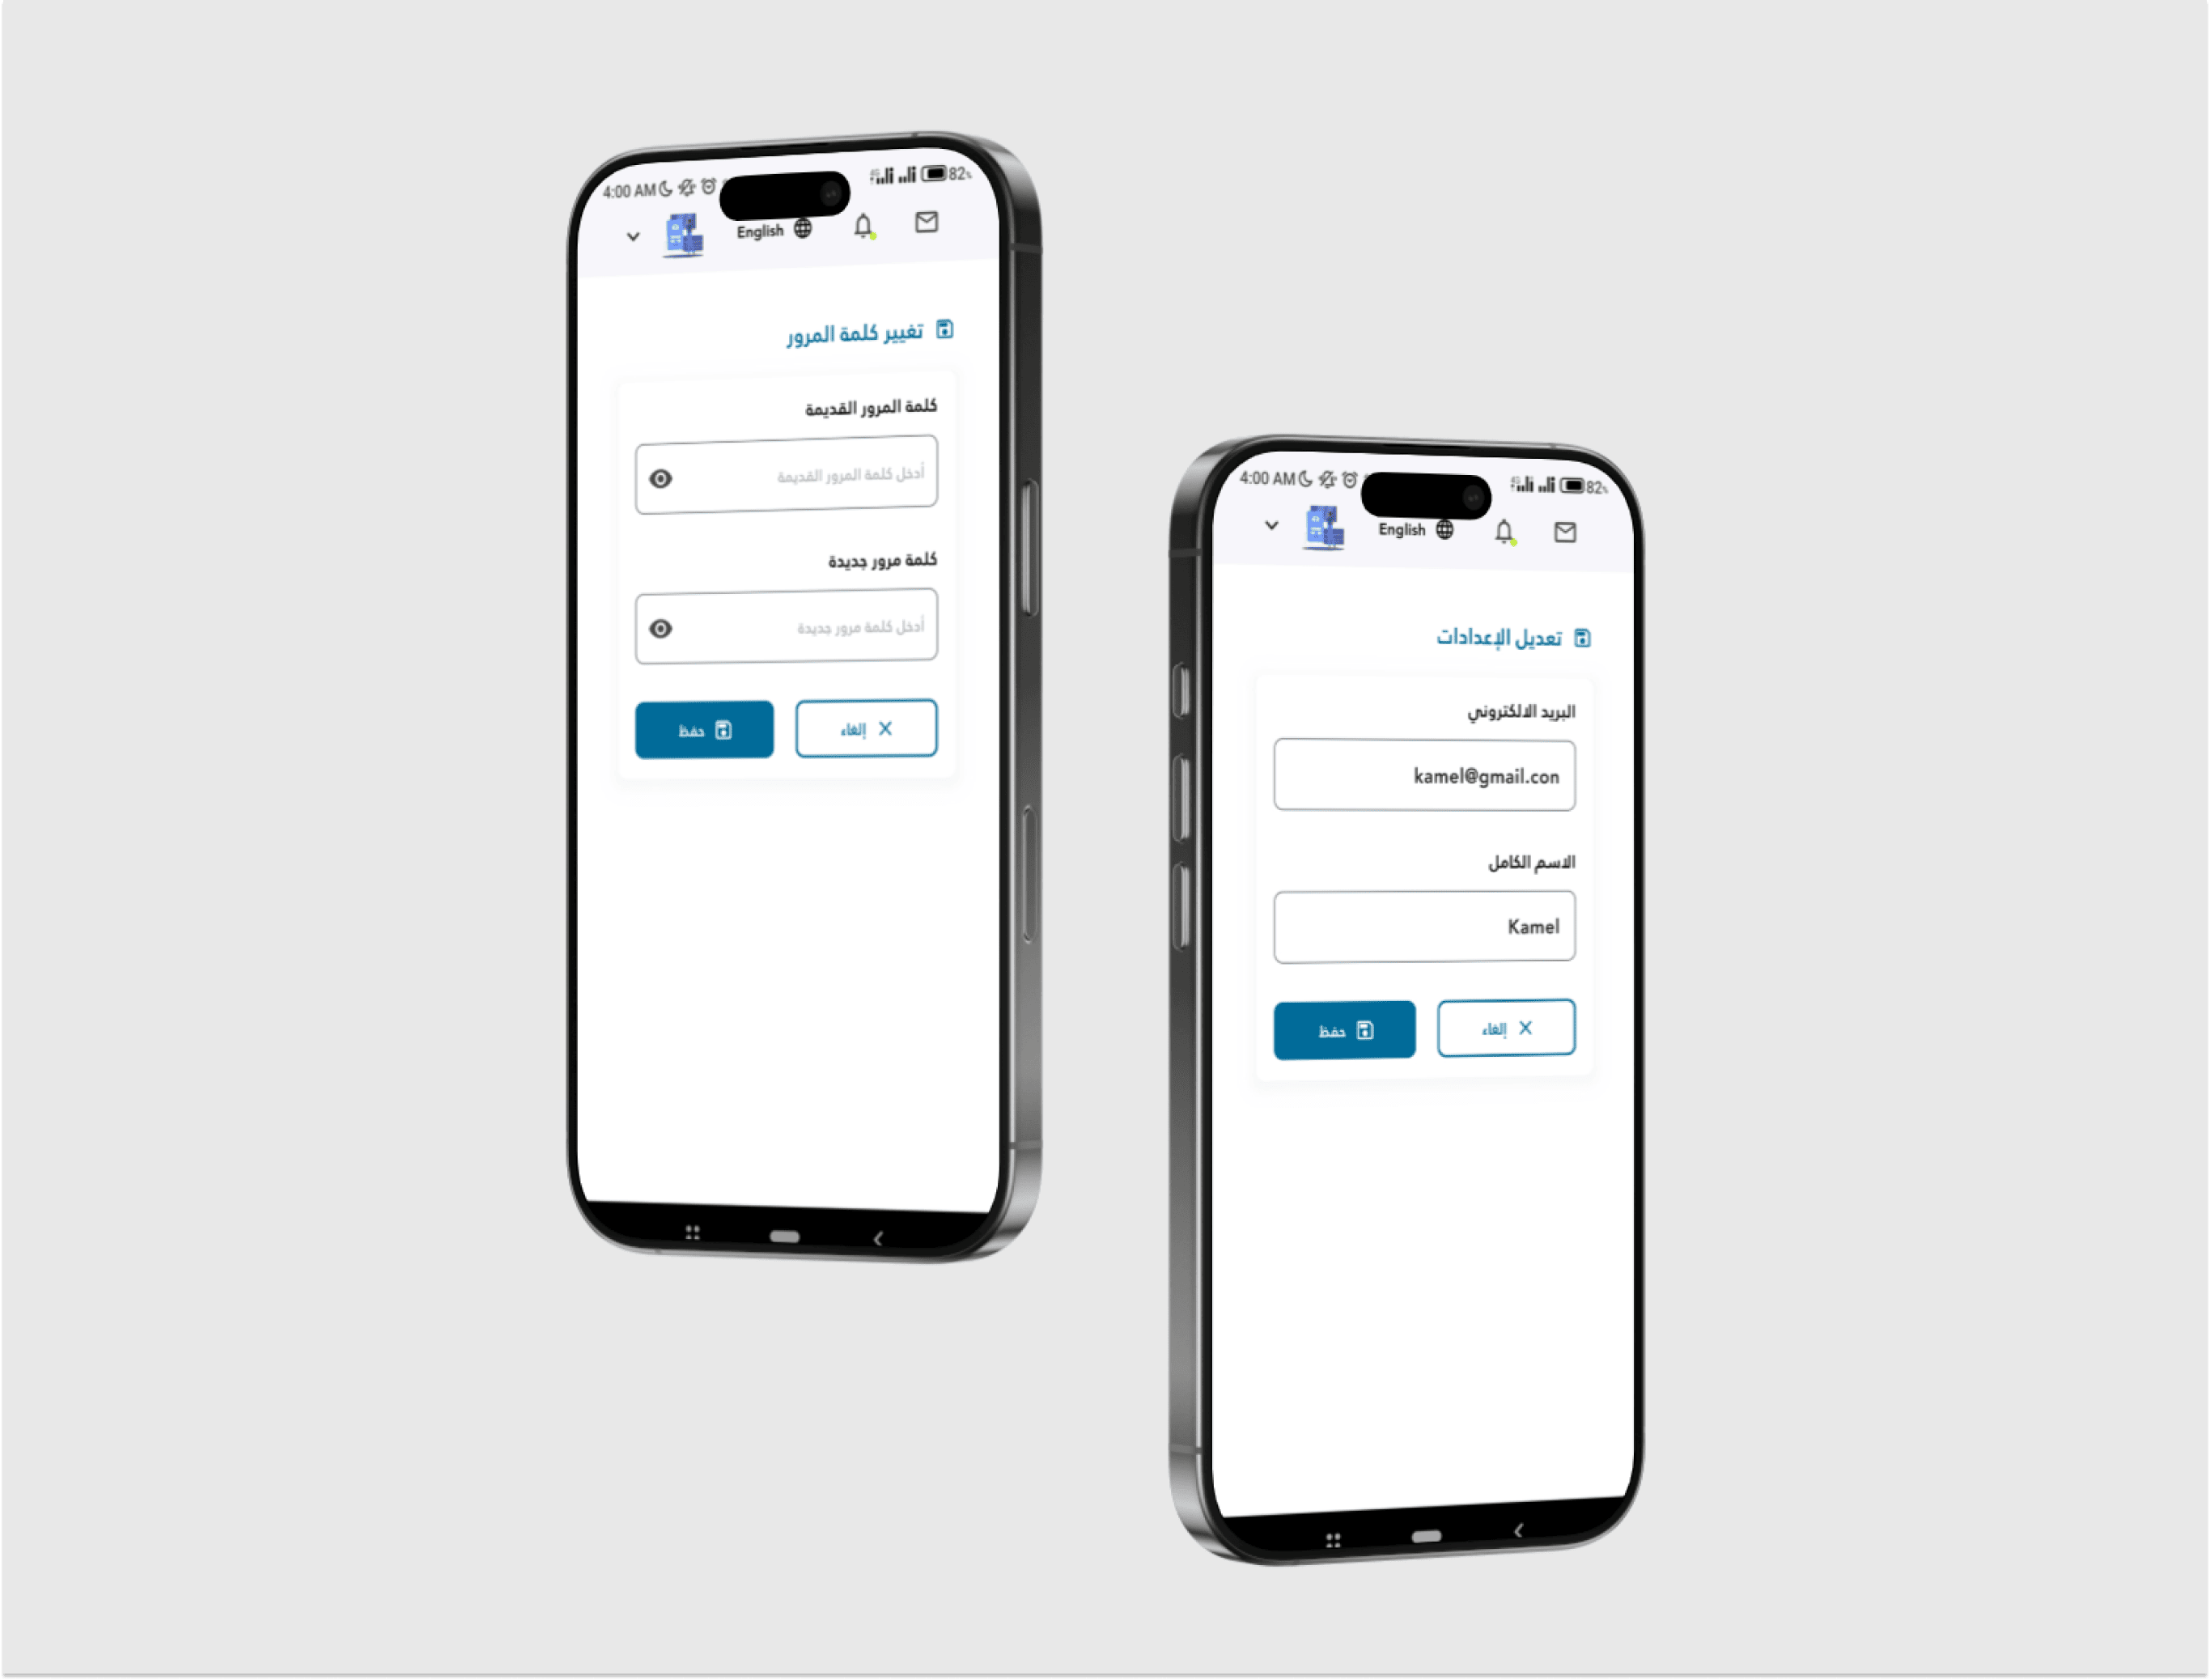 4:00 AM 82%
English
تغيير كلمة المرور
كلمة المرور القديمة
أدخل كلمة المرور القديمة
كلمة مرور جديدة
أدخل كلمة مرور جديدة
إلغاء
حفظ
4:00 AM 82%
English
تعديل الإعدادات
البريد الالكتروني
kamel@gmail.con
الاسم الكامل
Kamel
إلغاء
حفظ